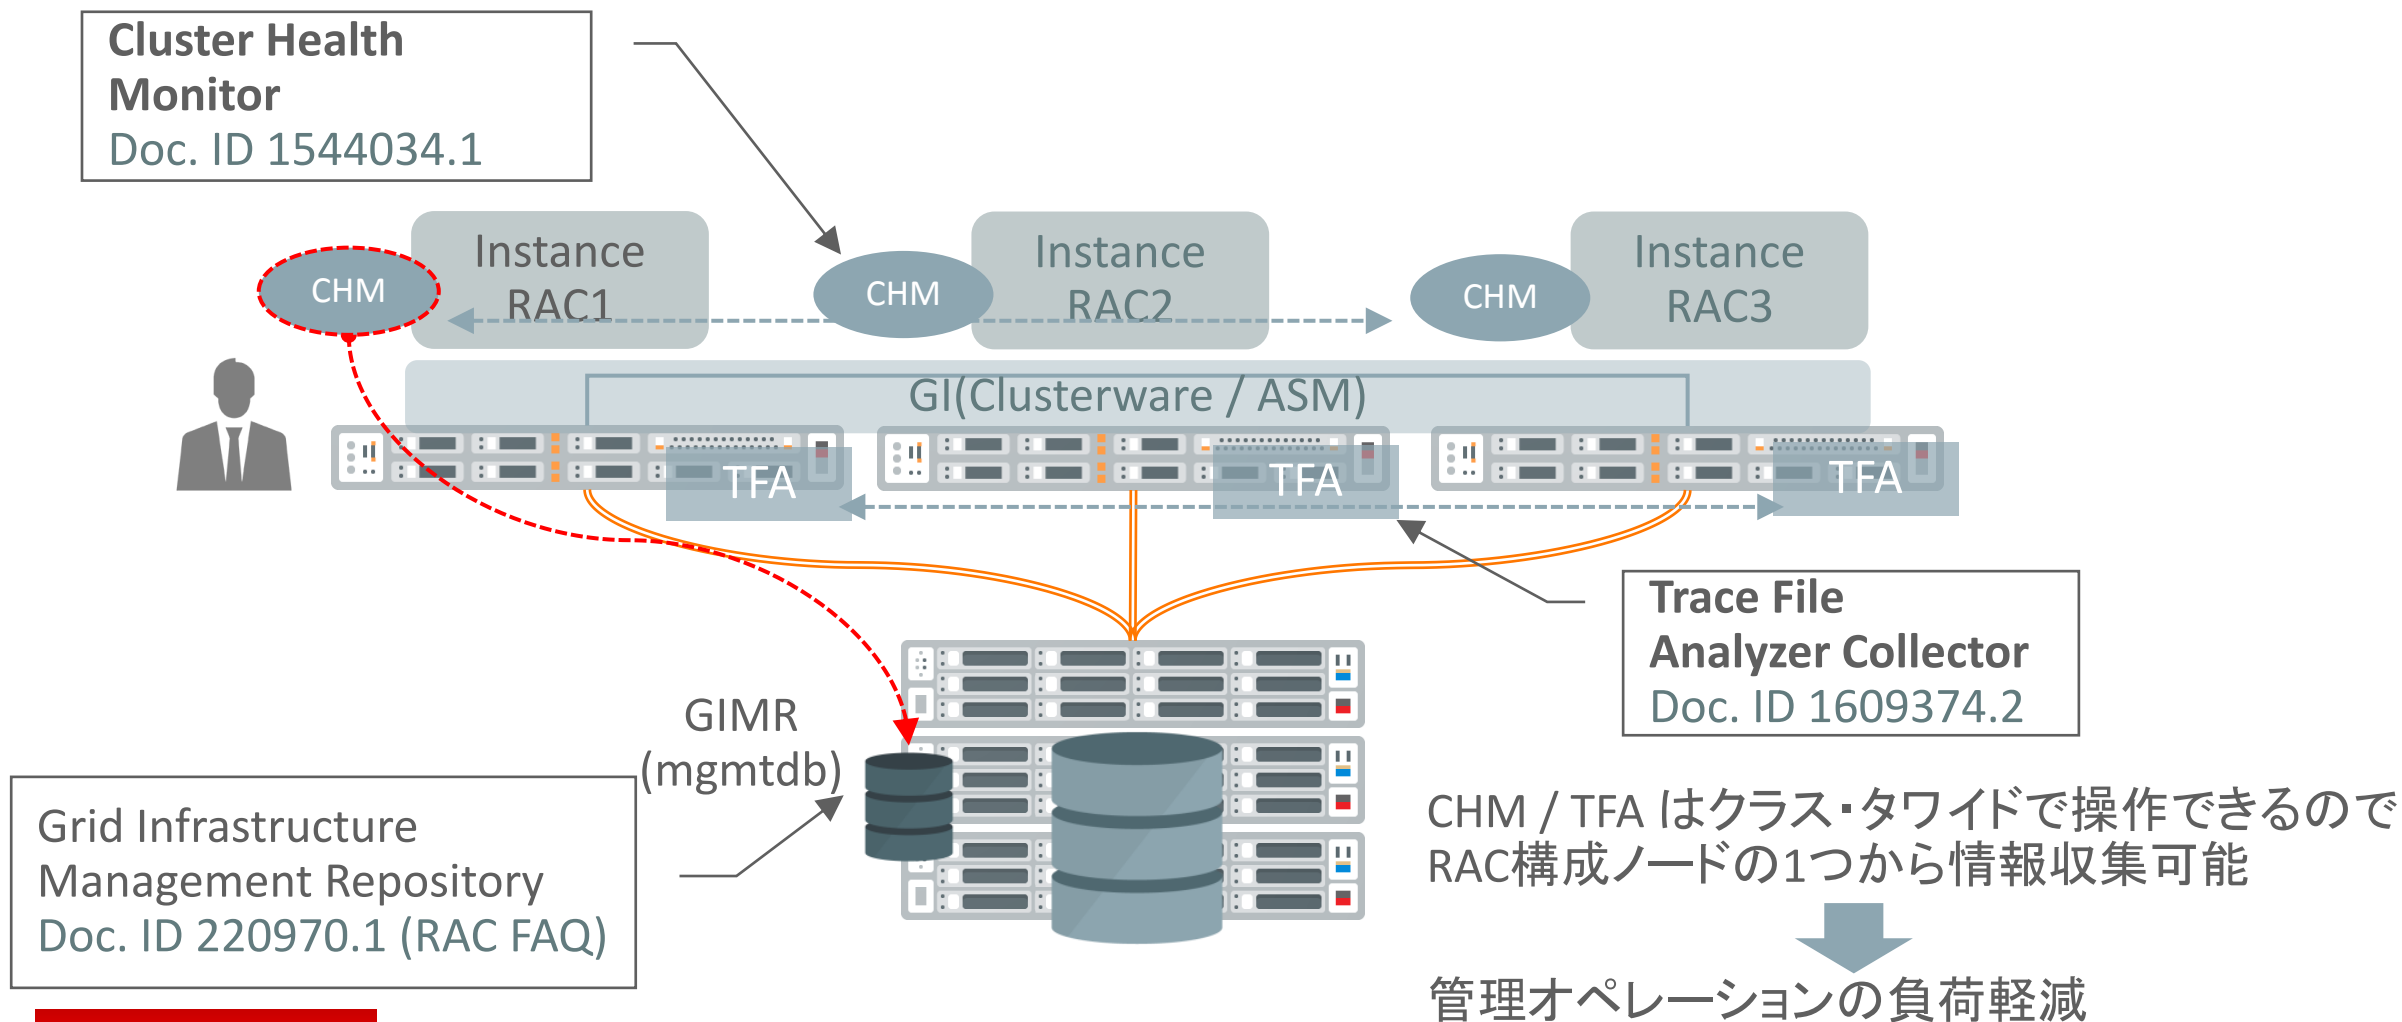 Cluster Health
Monitor
Doc. ID 1544034.1
CHM
Instance
RAC1
CHM
Instance
RAC2
CHM
Instance
RAC3
GI(Clusterware / ASM)
TFA
TFA
TFA
Trace File
Analyzer Collector
Doc. ID 1609374.2
GIMR
(mgmtdb)
Grid Infrastructure
Management Repository
Doc. ID 220970.1 (RAC FAQ)
CHM / TFA はクラス・タワイドで操作できるので
RAC構成ノードの1つから情報収集可能
管理オペレーションの負荷軽減